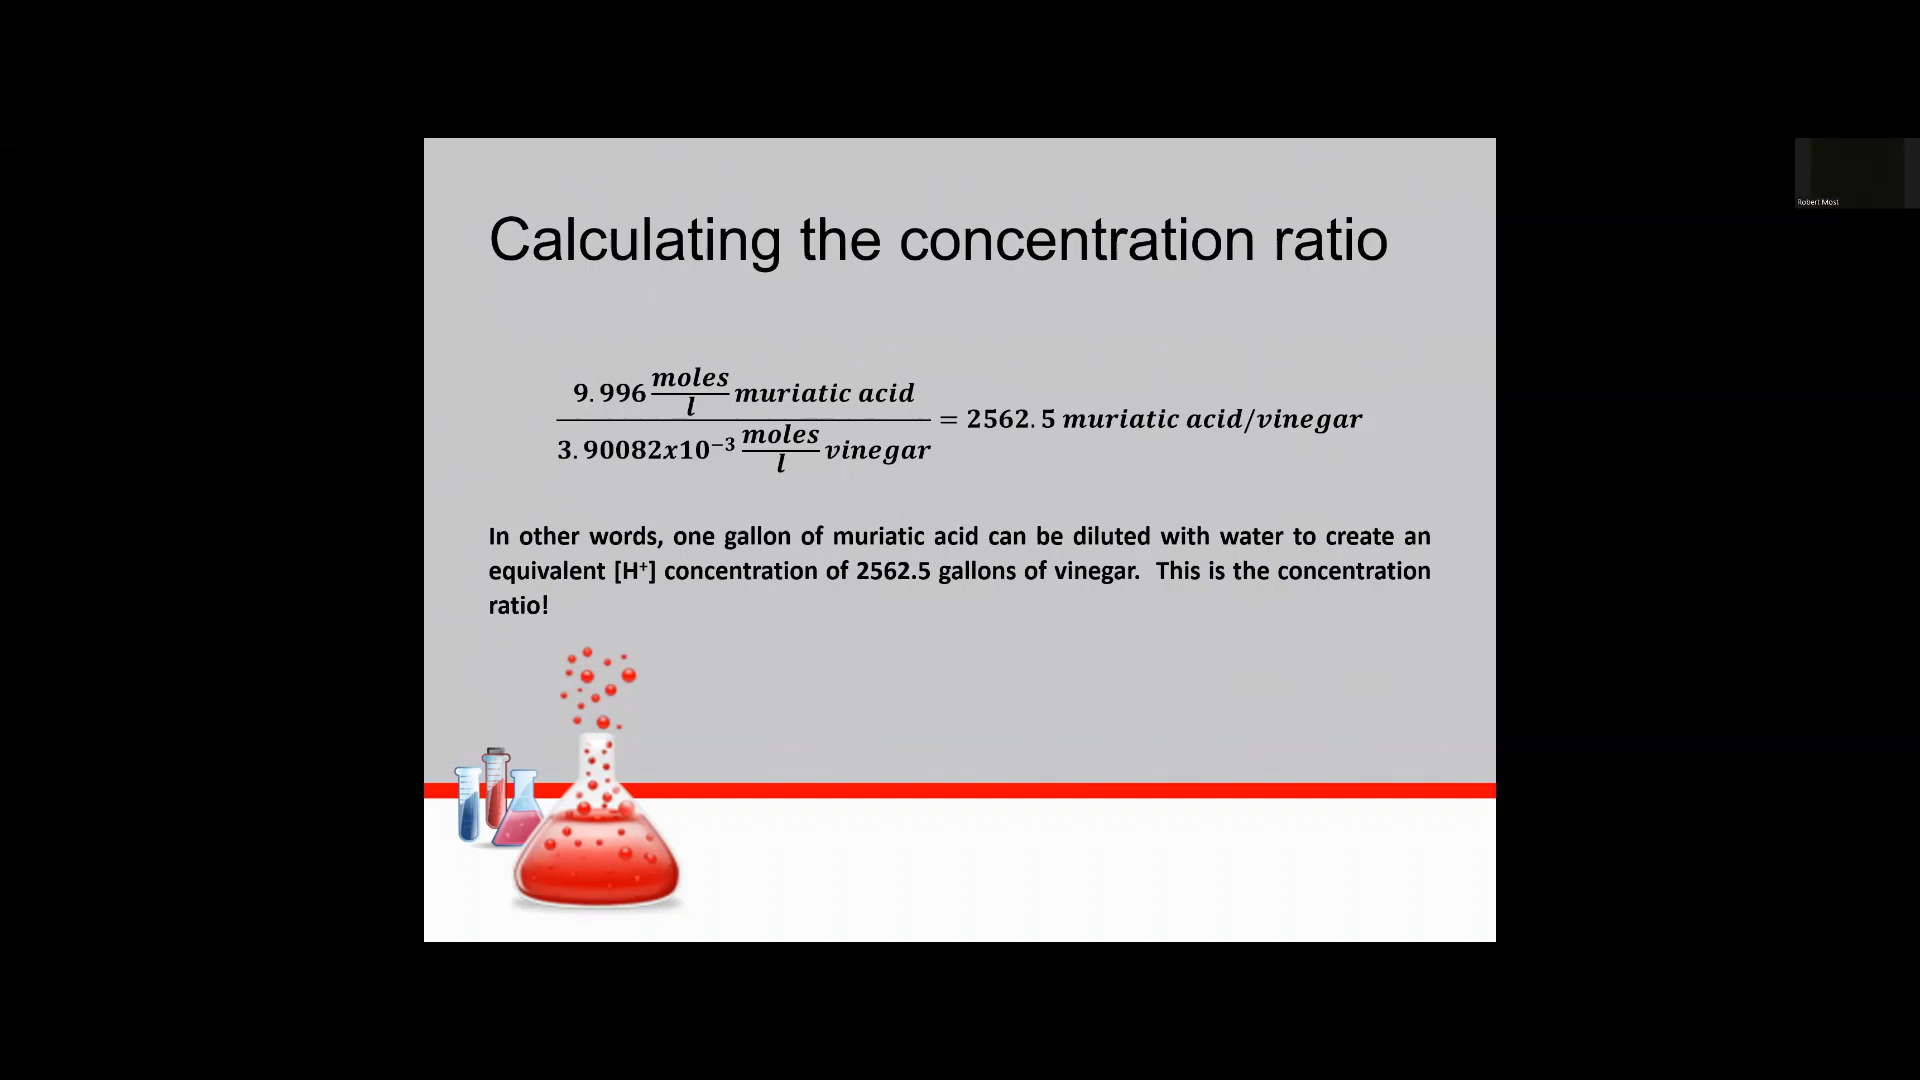 Calculating the concentration ratio
Robert Most
9.996 moles/l muriatic acid
3.90082x10⁻³ moles/l vinegar
= 2562.5 muriatic acid/vinegar
In other words, one gallon of muriatic acid can be diluted with water to create an
equivalent [H⁺] concentration of 2562.5 gallons of vinegar. This is the concentration
ratio!